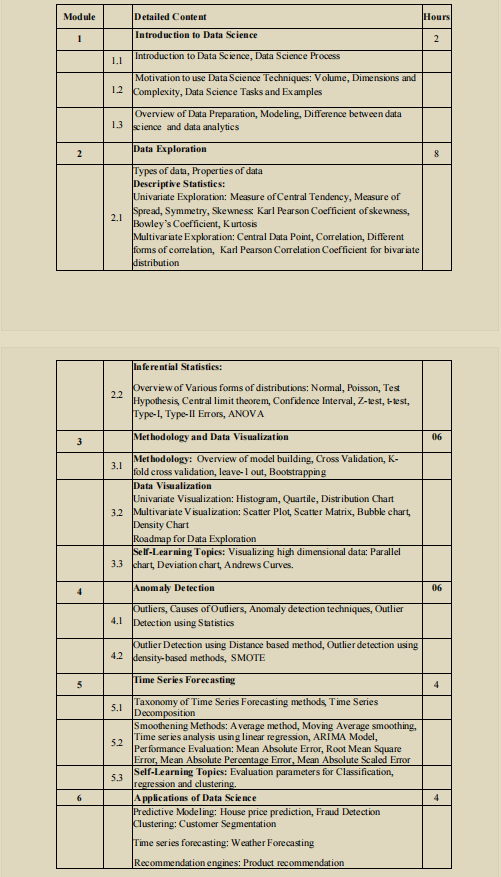 Module Detailed Content Hours
1 Introduction to Data Science 2
1.1 Introduction to Data Science, Data Science Process
Motivation to use Data Science Techniques: Volume, Dimensions and
1.2 Complexity, Data Science Tasks and Examples
Overview of Data Preparation, Modeling, Difference between data
1.3 science and data analytics
2 Data Exploration 8
Types of data, Properties of data
Descriptive Statistics:
Univariate Exploration: Measure of Central Tendency, Measure of
Spread, Symmetry, Skewness: Karl Pearson Coefficient of skewness,
2.1 Bowley's Coefficient, Kurtosis
Multivariate Exploration: Central Data Point, Correlation, Different
forms of correlation, Karl Pearson Correlation Coefficient for bivariate
distribution
Inferential Statistics:
Overview of Various forms of distributions: Normal, Poisson, Test
2.2 Hypothesis, Central limit theorem, Confidence Interval, Z-test, t-test,
Type-I, Type-II Errors, ANOVA
3 Methodology and Data Visualization 06
3.1 Methodology: Overview of model building, Cross Validation, K-
fold cross validation, leave-1 out, Bootstrapping
Data Visualization
Univariate Visualization: Histogram, Quartile, Distribution Chart
3.2 Multivariate Visualization: Scatter Plot, Scatter Matrix, Bubble chart,
Density Chart
Roadmap for Data Exploration
Self-Learning Topics: Visualizing high dimensional data: Parallel
3.3 chart, Deviation chart, Andrews Curves.
4 Anomaly Detection 06
Outliers, Causes of Outliers, Anomaly detection techniques, Outlier
4.1 Detection using Statistics
Outlier Detection using Distance based method, Outlier detection using
4.2 density-based methods, SMOTE
5 Time Series Forecasting 4
5.1 Taxonomy of Time Series Forecasting methods, Time Series
Decomposition
Smoothening Methods: Average method, Moving Average smoothing,
5.2 Time series analysis using linear regression, ARIMA Model,
Performance Evaluation: Mean Absolute Error, Root Mean Square
Error, Mean Absolute Percentage Error, Mean Absolute Scaled Error
5.3 Self-Learning Topics: Evaluation parameters for Classification,
regression and clustering.
6 Applications of Data Science 4
Predictive Modeling: House price prediction, Fraud Detection
Clustering: Customer Segmentation
Time series forecasting: Weather Forecasting
Recommendation engines: Product recommendation